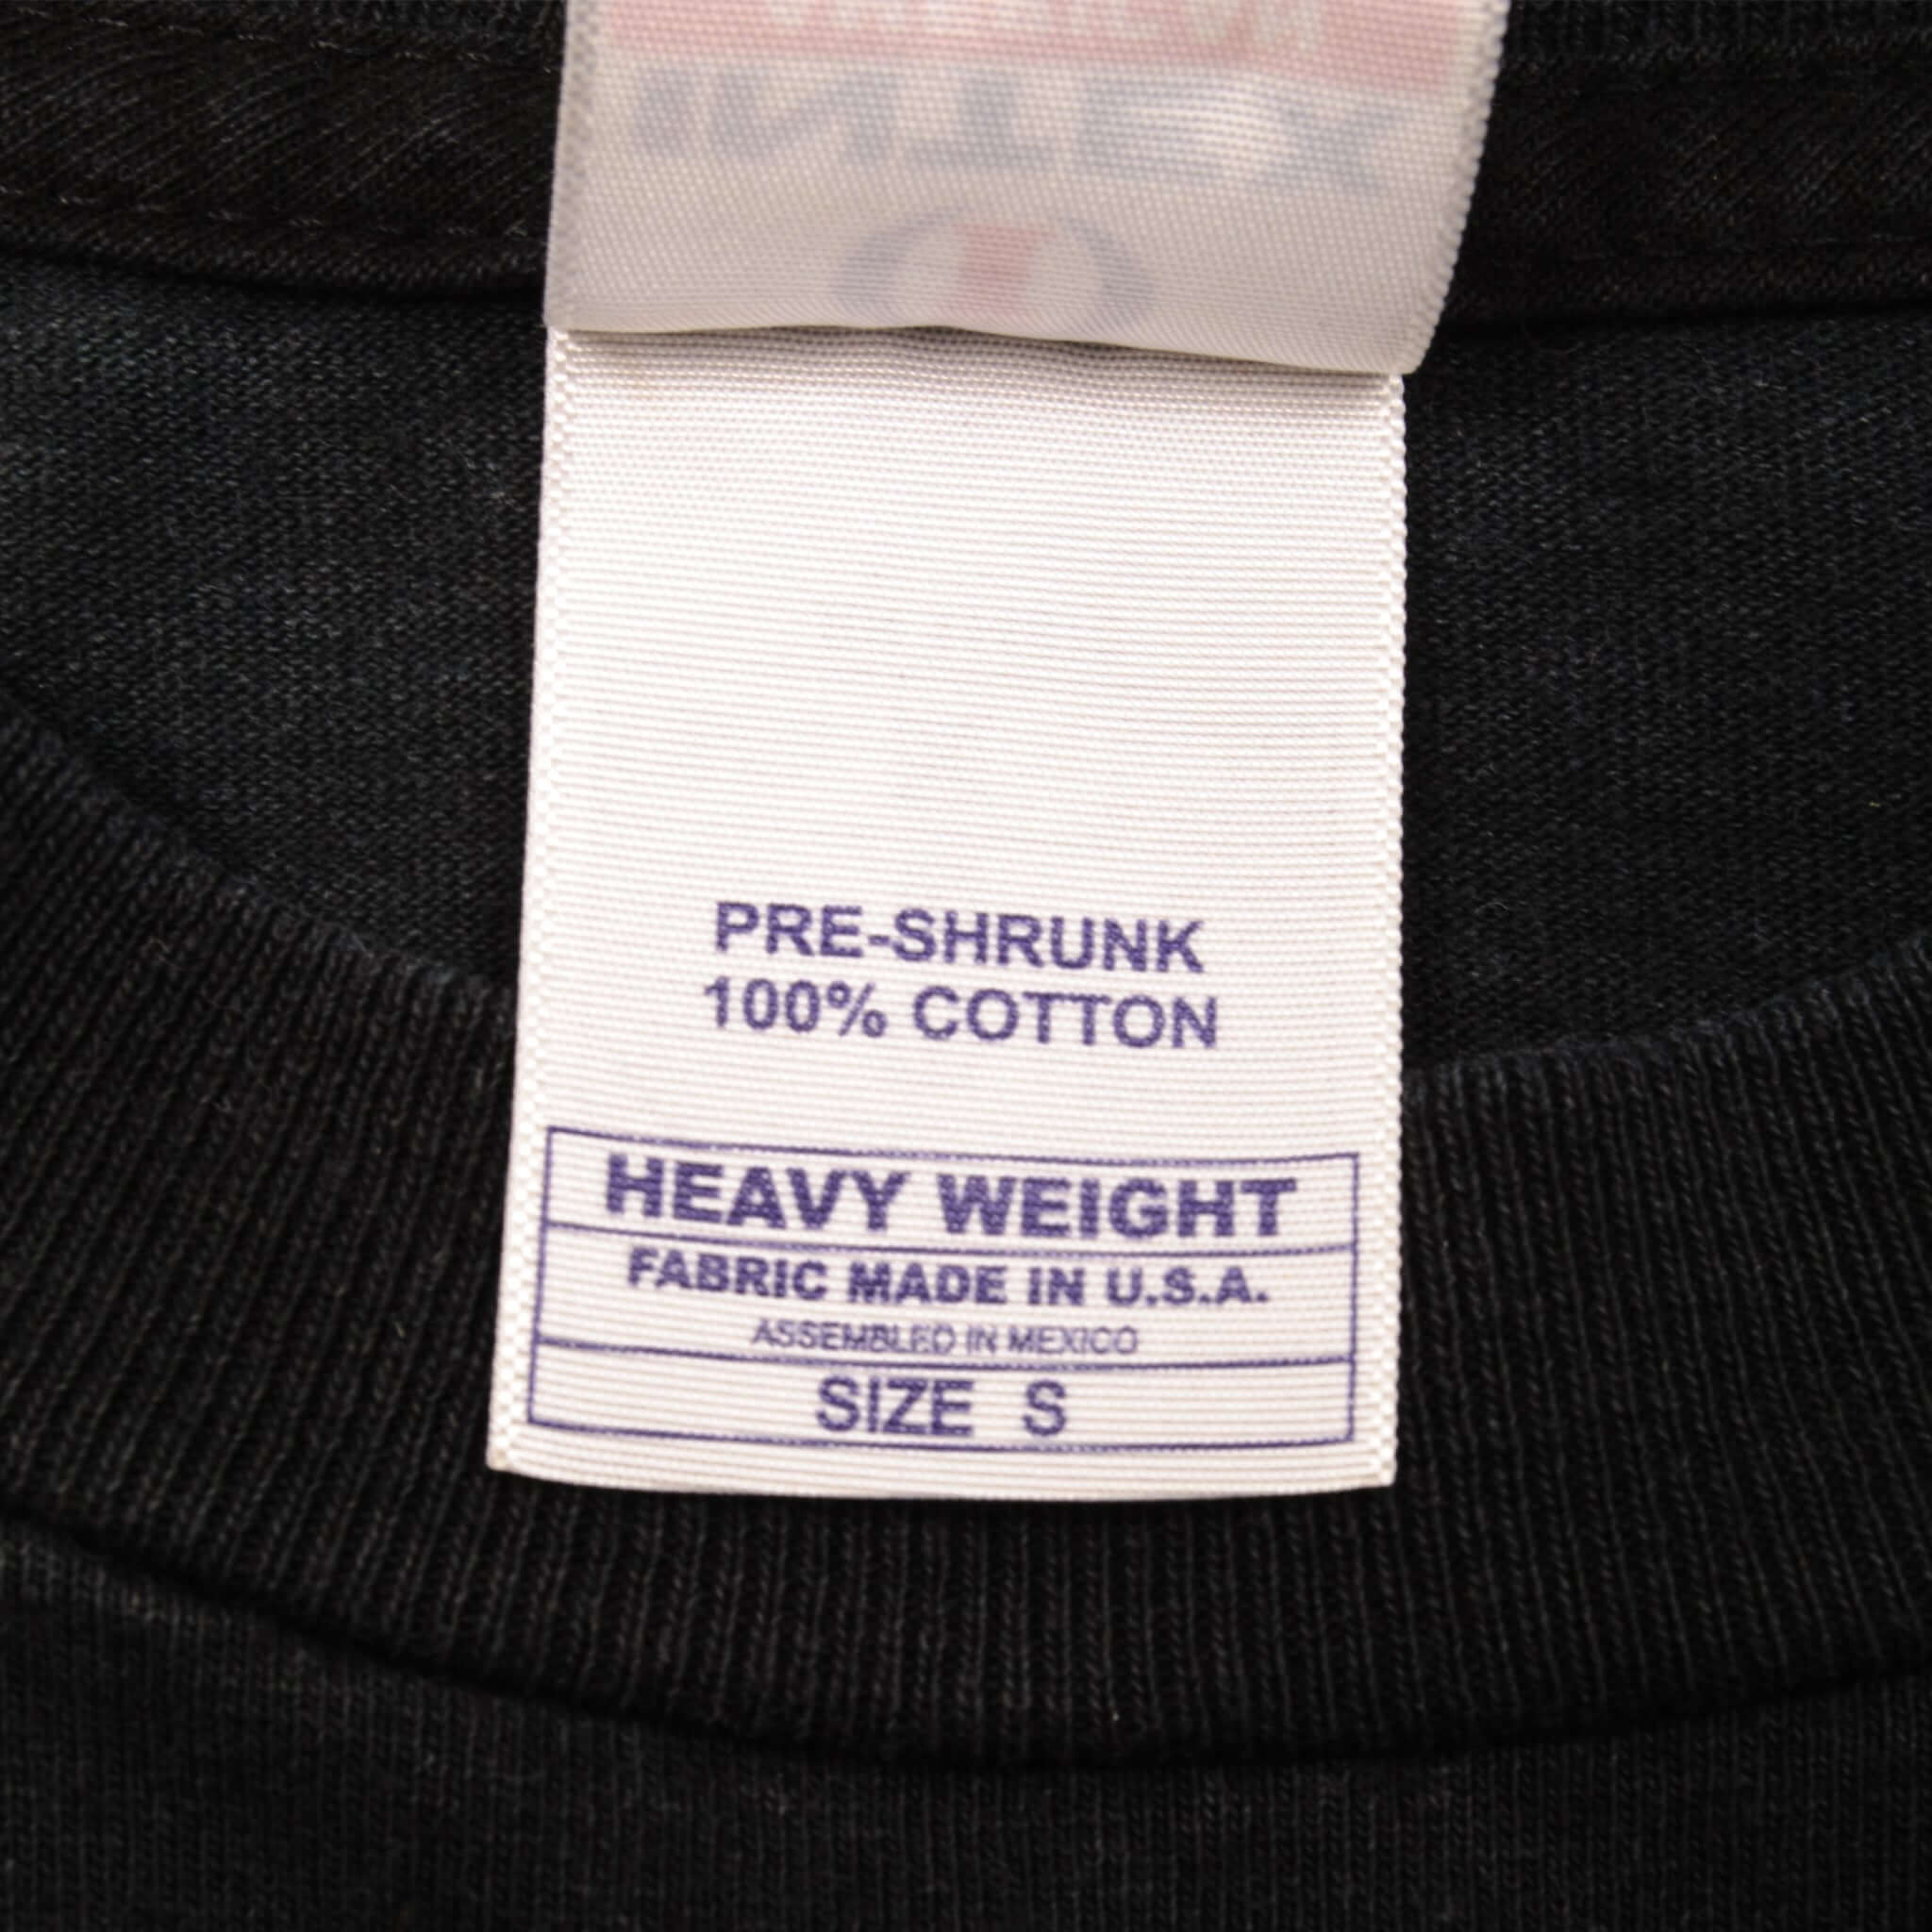 PRE-SHRUNK
100% COTTON
HEAVY WEIGHT
FABRIC MADE IN U.S.A.
ASSEMBLED IN MEXICO
SIZE S